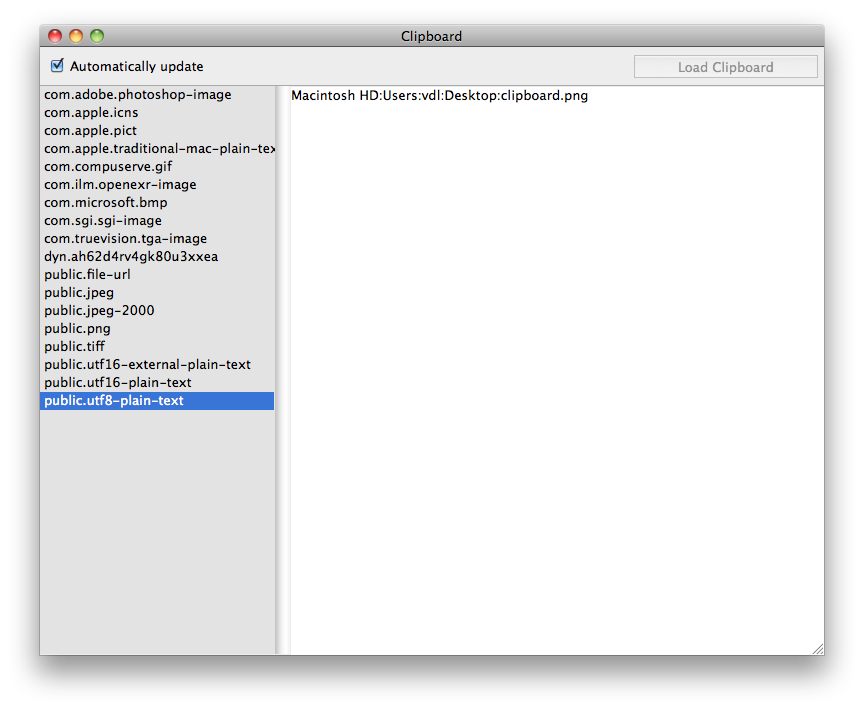 Clipboard
Automatically update
Load Clipboard
com.adobe.photoshop-image
com.apple.icns
com.apple.pict
com.apple.traditional-mac-plain-tex
com.compuserve.gif
com.ilm.openexr-image
com.microsoft.bmp
com.sgi.sgi-image
com.truevision.tga-image
dyn.ah62d4rv4gk80u3xxea
public.file-url
public.jpeg
public.jpeg-2000
public.png
public.tiff
public.utf16-external-plain-text
public.utf16-plain-text
public.utf8-plain-text
Macintosh HD:Users:vdl:Desktop:clipboard.png